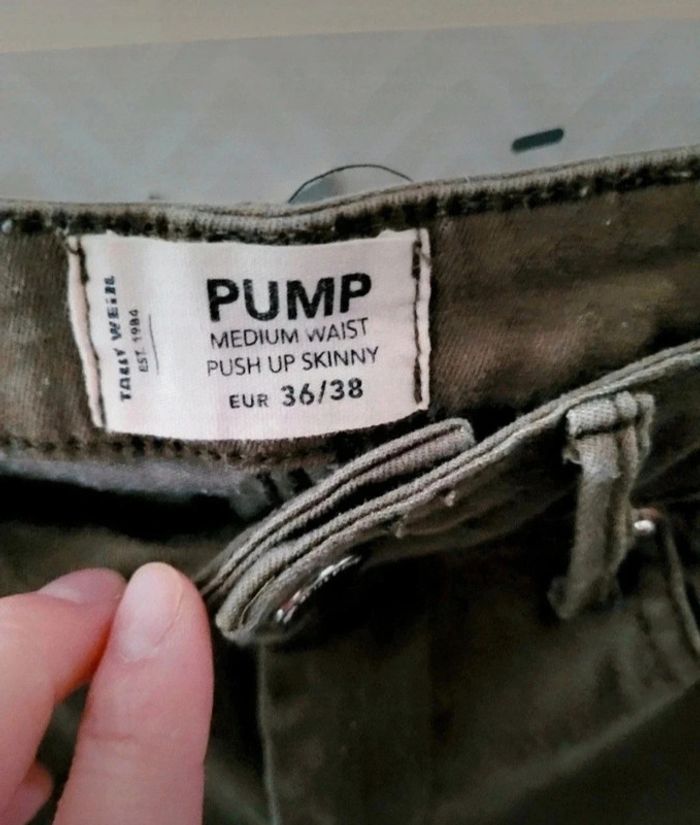 TALLY WEiJL
EST. 1984
PUMP
MEDIUM WAIST
PUSH UP SKINNY
EUR 36/38